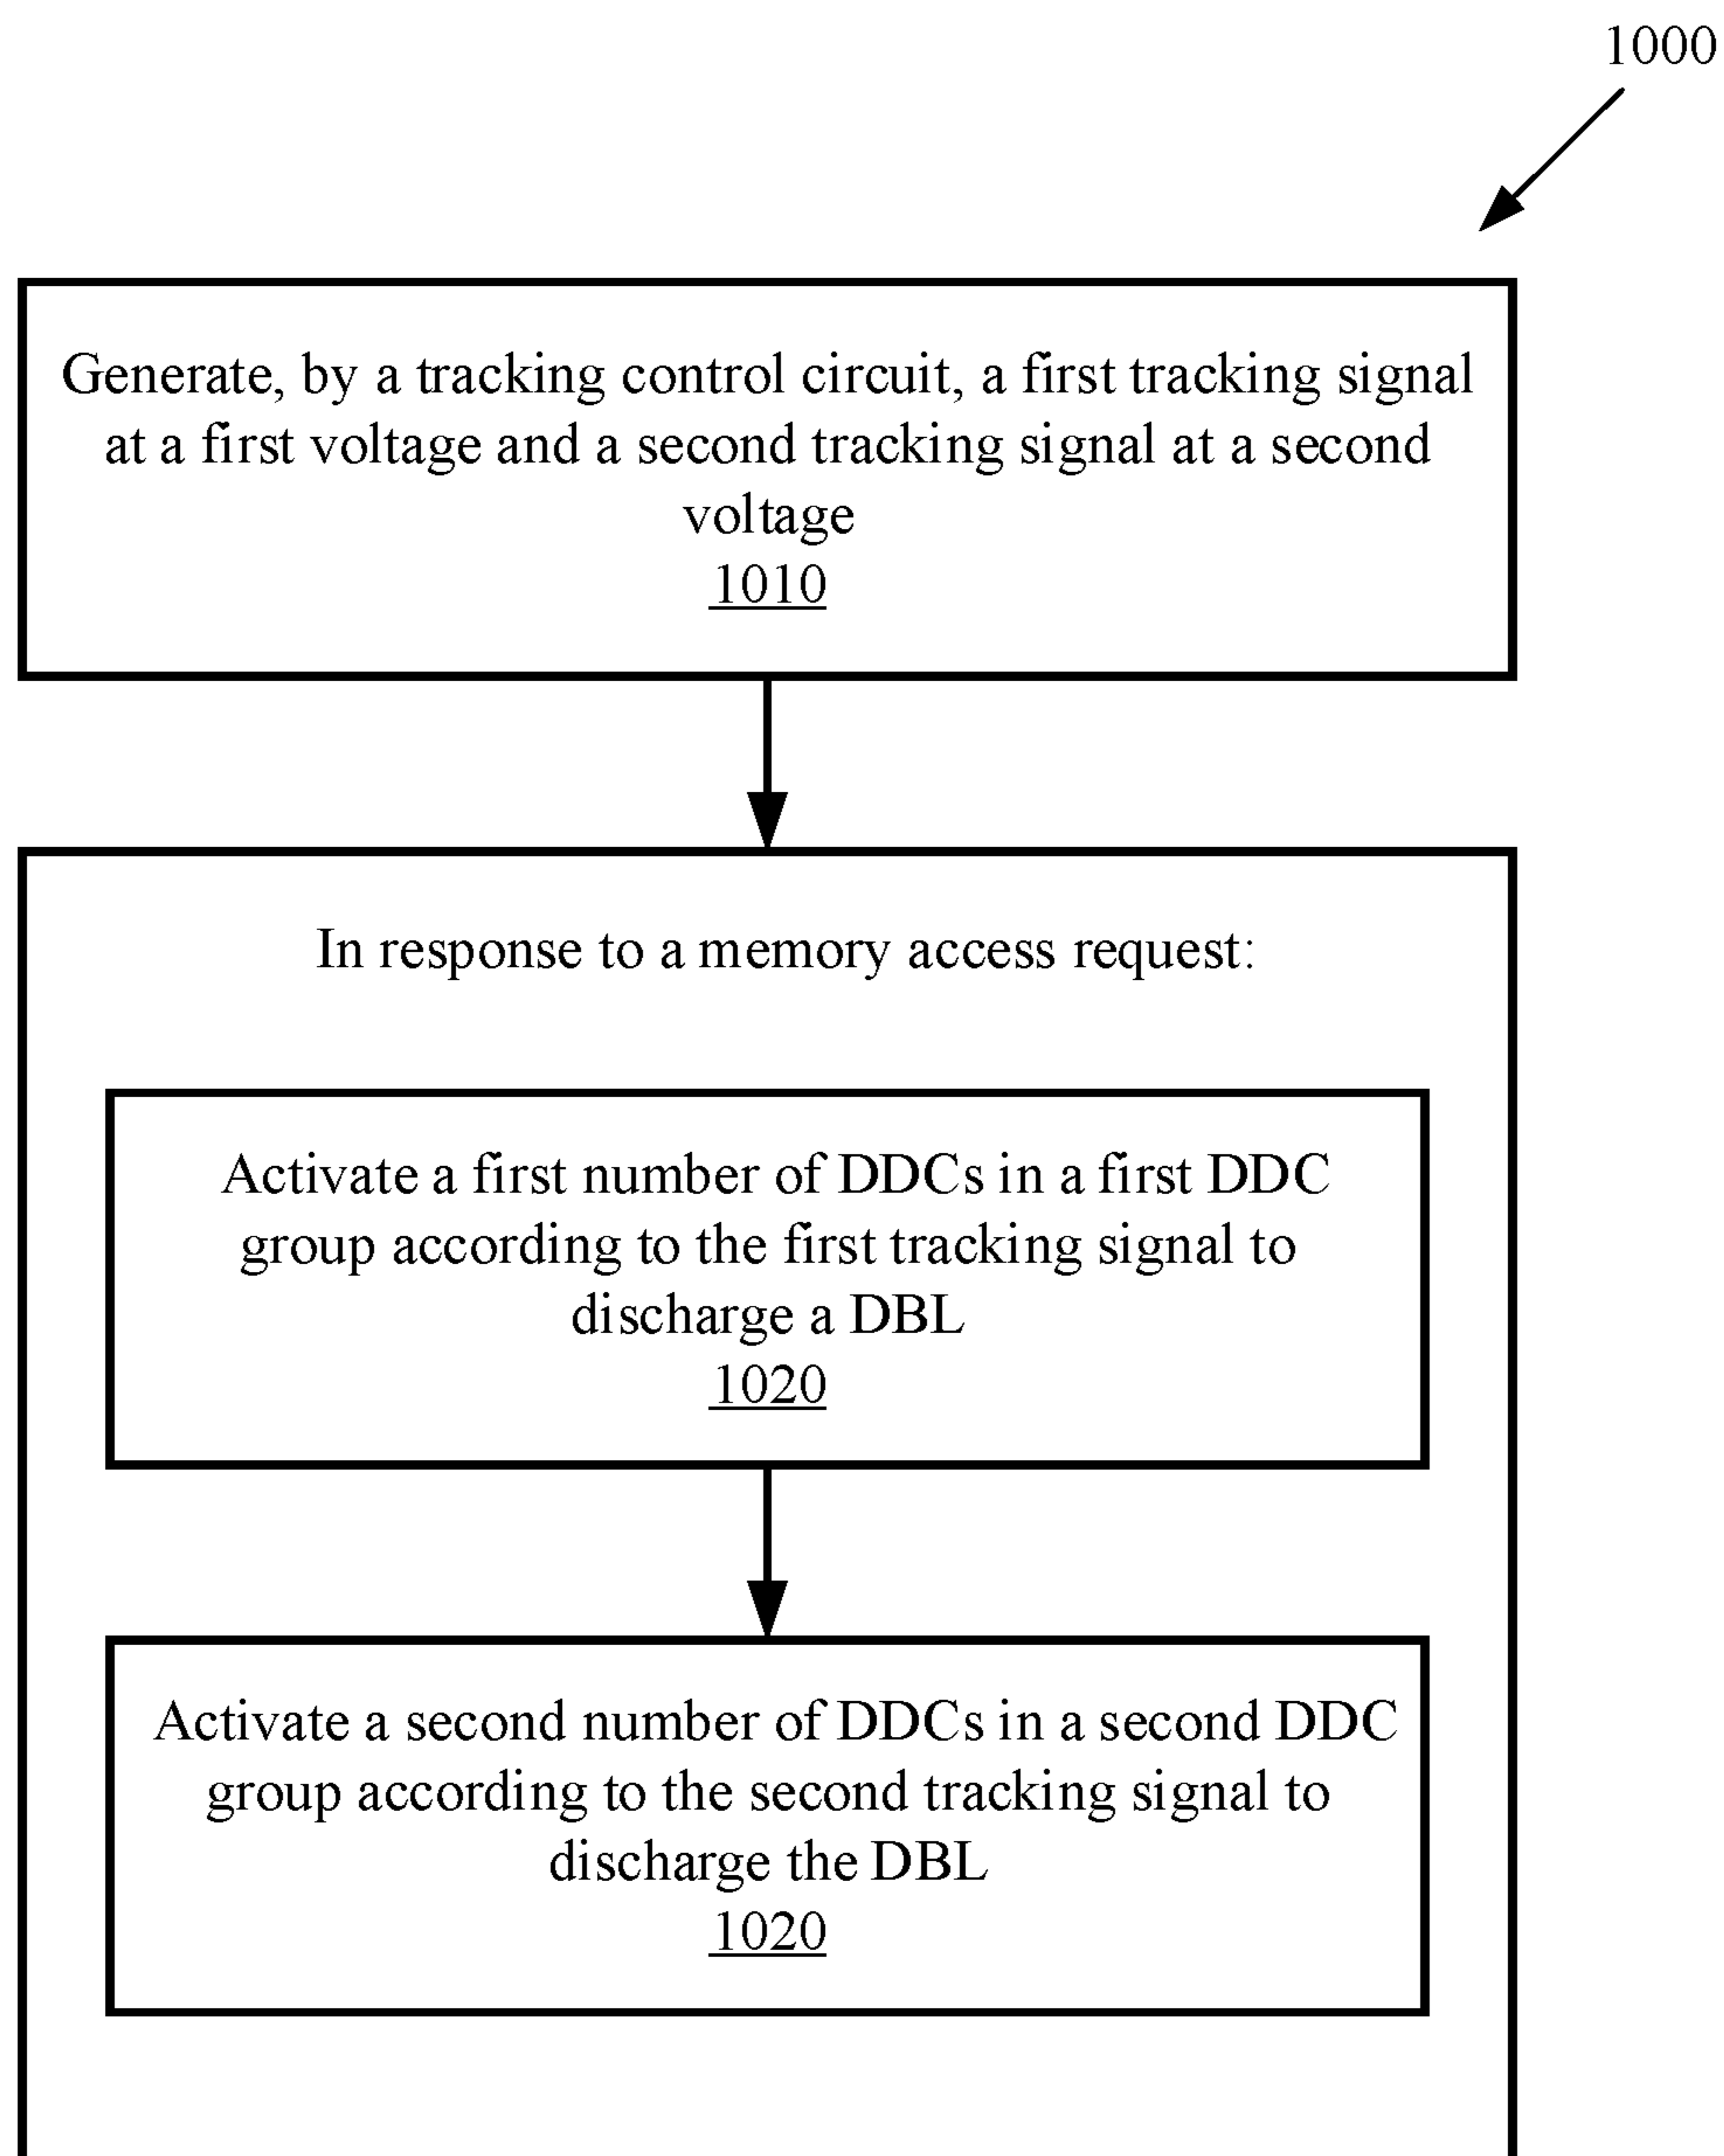 1000
Generate, by a tracking control circuit, a first tracking signal
at a first voltage and a second tracking signal at a second
voltage
1010
In response to a memory access request:
Activate a first number of DDCs in a first DDC
group according to the first tracking signal to
discharge a DBL
1020
Activate a second number of DDCs in a second DDC
group according to the second tracking signal to
discharge the DBL
1020